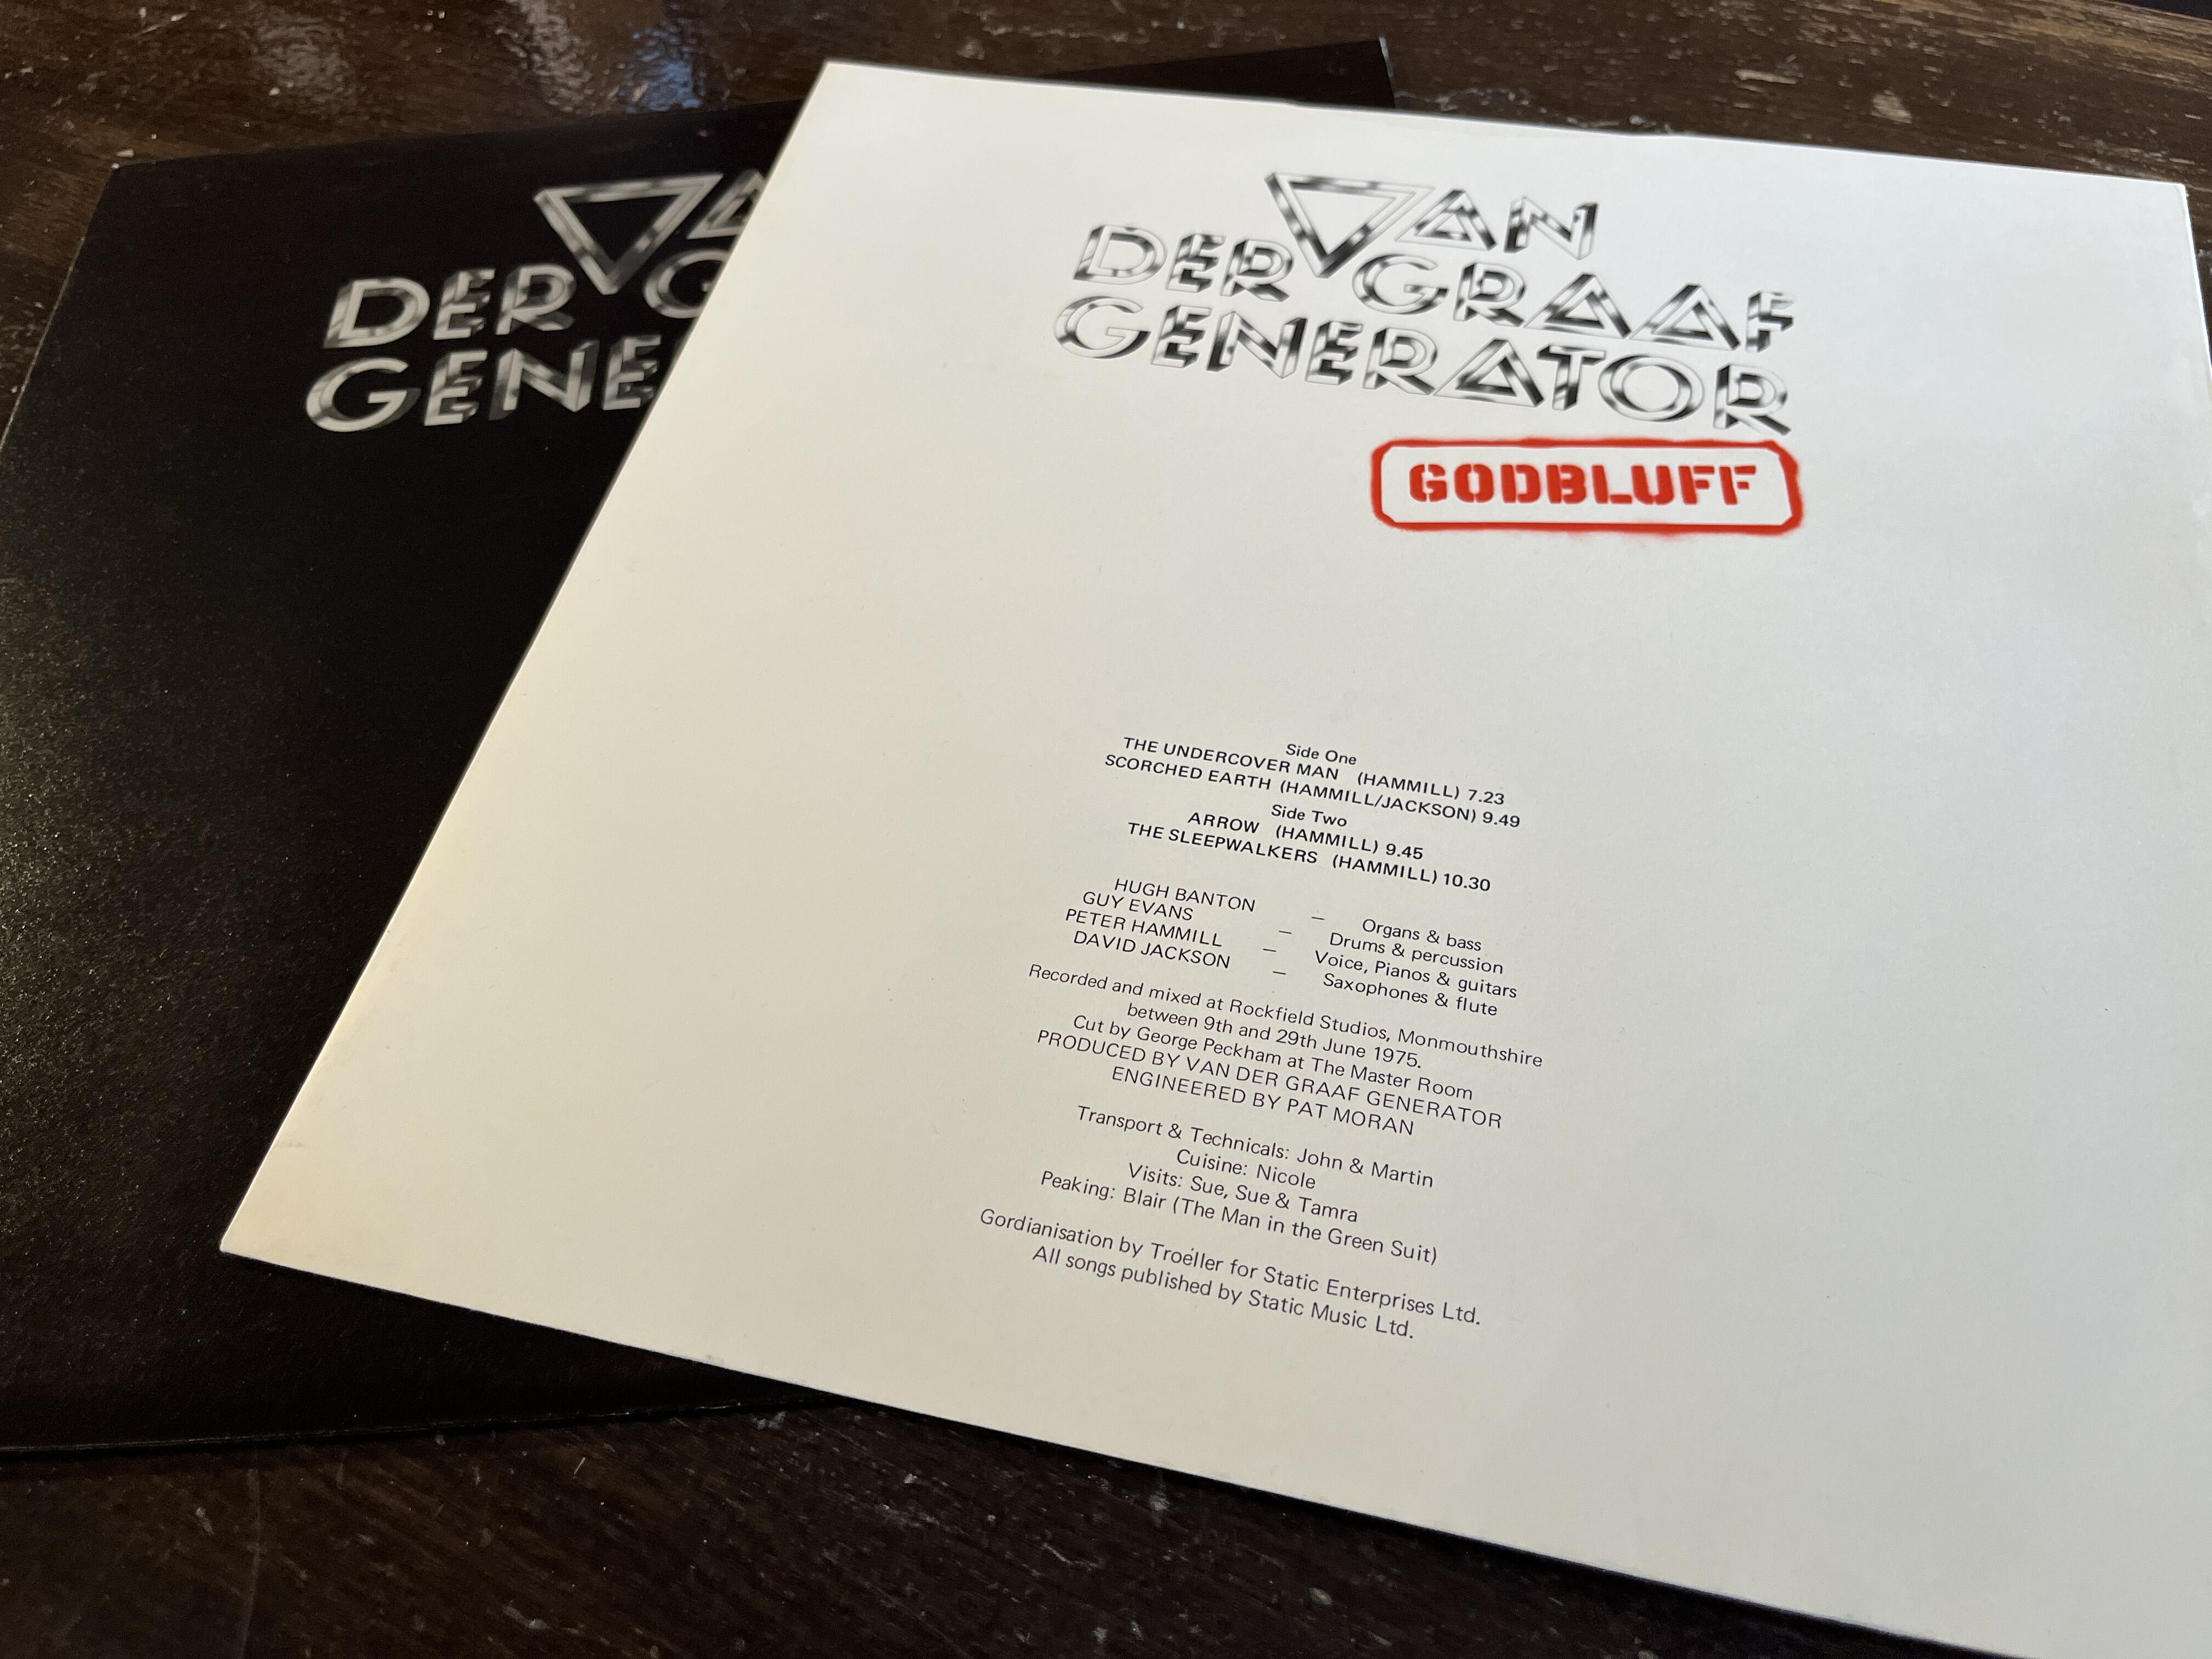 VAN
DER GRAAF
GENERATOR
GODBLUFF
Side One
THE UNDERCOVER MAN (HAMMILL) 7.23
SCORCHED EARTH (HAMMILL/JACKSON) 9.49
Side Two
ARROW (HAMMILL) 9.45
THE SLEEPWALKERS (HAMMILL) 10.30
HUGH BANTON – Organs & bass
GUY EVANS – Drums & percussion
PETER HAMMILL – Voice, Pianos & guitars
DAVID JACKSON – Saxophones & flute
Recorded and mixed at Rockfield Studios, Monmouthshire
between 9th and 29th June 1975.
Cut by George Peckham at The Master Room
PRODUCED BY VAN DER GRAAF GENERATOR
ENGINEERED BY PAT MORAN
Transport & Technicals: John & Martin
Cuisine: Nicole
Visits: Sue, Sue & Tamra
Peaking: Blair (The Man in the Green Suit)
Gordianisation by Troeller for Static Enterprises Ltd.
All songs published by Static Music Ltd.
VA
DER G
GENE